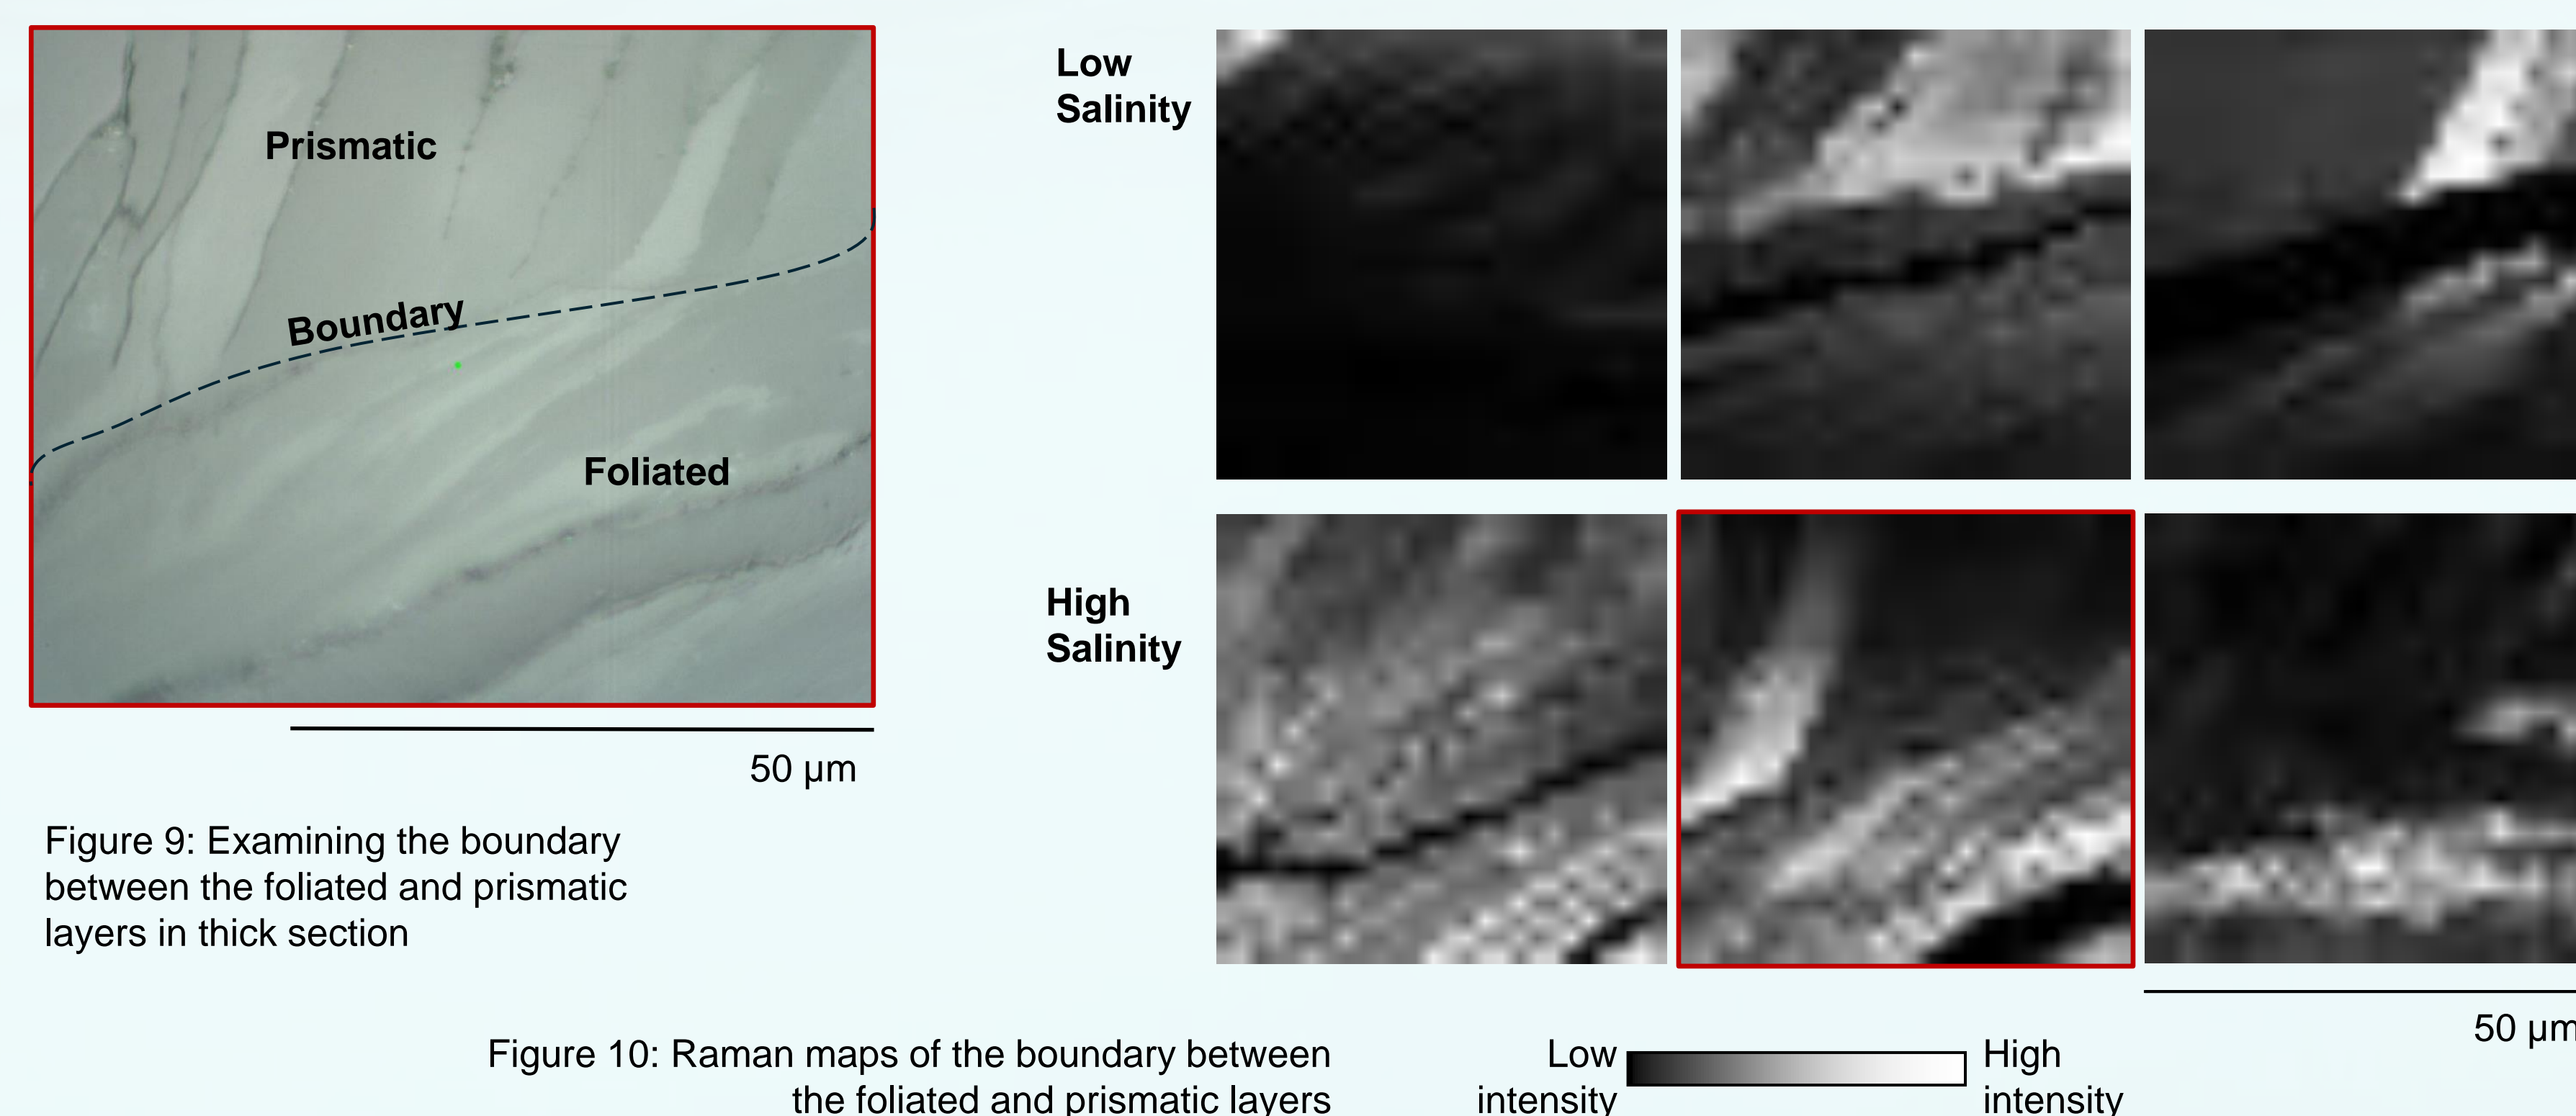 Prismatic
Boundary
Foliated
50 µm
Figure 9: Examining the boundary
between the foliated and prismatic
layers in thick section
Low
Salinity
High
Salinity
50 µm
Figure 10: Raman maps of the boundary between
the foliated and prismatic layers
Low
intensity
High
intensity